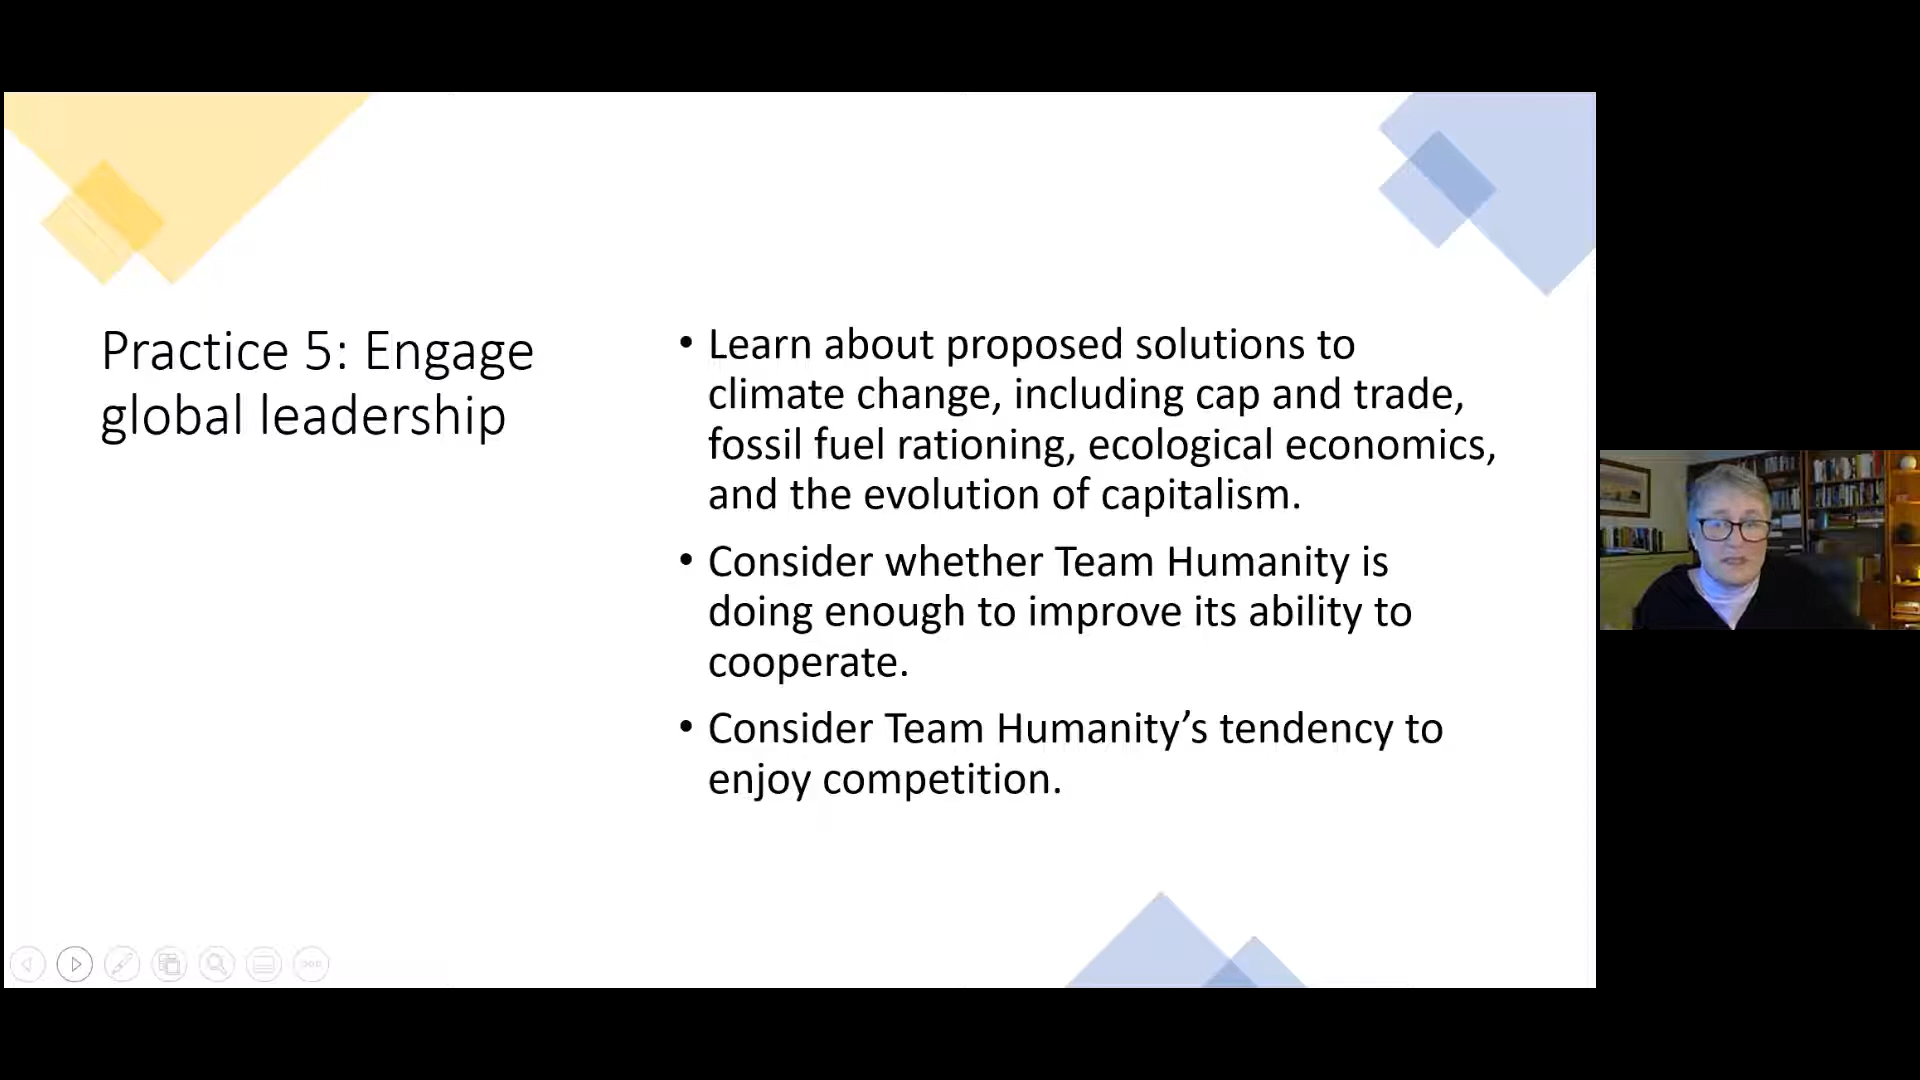 Practice 5: Engage
global leadership
• Learn about proposed solutions to
climate change, including cap and trade,
fossil fuel rationing, ecological economics,
and the evolution of capitalism.
• Consider whether Team Humanity is
doing enough to improve its ability to
cooperate.
• Consider Team Humanity’s tendency to
enjoy competition.